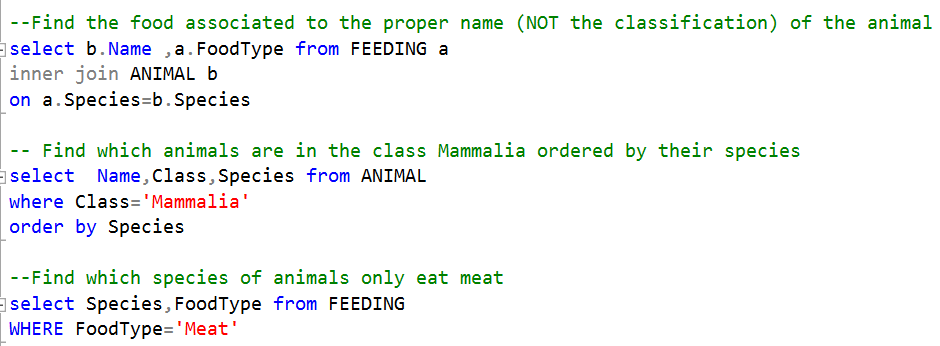 --Find the food associated to the proper name (NOT the classification) of the animal
select b.Name ,a.FoodType from FEEDING a
inner join ANIMAL b
on a.Species=b.Species
-- Find which animals are in the class Mammalia ordered by their species
select  Name,Class,Species from ANIMAL
where Class='Mammalia'
order by Species
--Find which species of animals only eat meat
select Species,FoodType from FEEDING
WHERE FoodType='Meat'